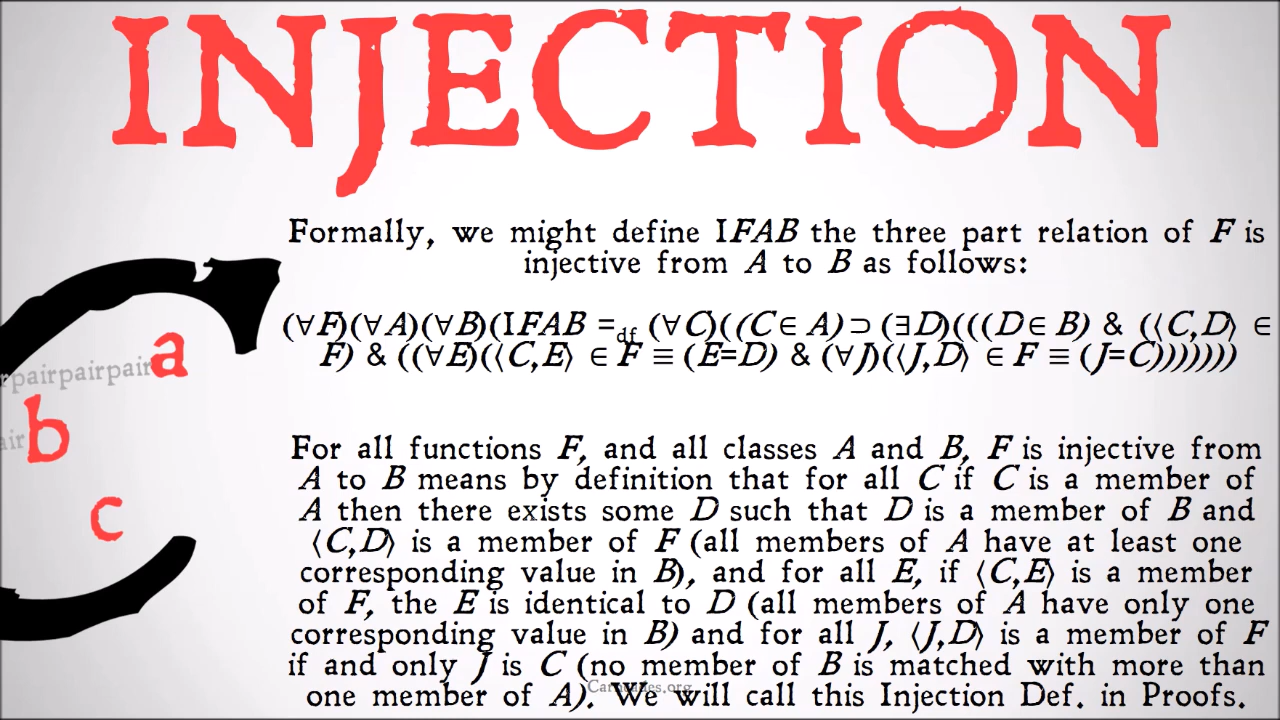 INJECTION
Formally, we might define IFAB the three part relation of F is
injective from A to B as follows:
(∀F)(∀A)(∀B)(IFAB =df (∀C)((C∈ A)⊃ (∃D)(((D∈ B) & (⟨C,D⟩ ∈
F) & ((∀E)(⟨C,E⟩ ∈ F ≡ (E=D) & (∀J)(⟨J,D⟩ ∈ F ≡ (J=C)))))))
rpairpairpair a
air b
c
For all functions F, and all classes A and B, F is injective from
A to B means by definition that for all C if C is a member of
A then there exists some D such that D is a member of B and
⟨C,D⟩ is a member of F (all members of A have at least one
corresponding value in B), and for all E, if ⟨C,E⟩ is a member
of F, the E is identical to D (all members of A have only one
corresponding value in B) and for all J, ⟨J,D⟩ is a member of F
if and only J is C (no member of B is matched with more than
one member of A). We will call this Injection Def. in Proofs.
Carneades.org